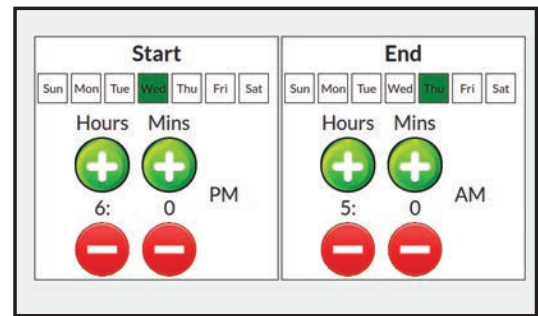 Start
Sun Mon Tue Wed Thu Fri Sat
Hours Mins
6: 0 PM
End
Sun Mon Tue Wed Thu Fri Sat
Hours Mins
5: 0 AM